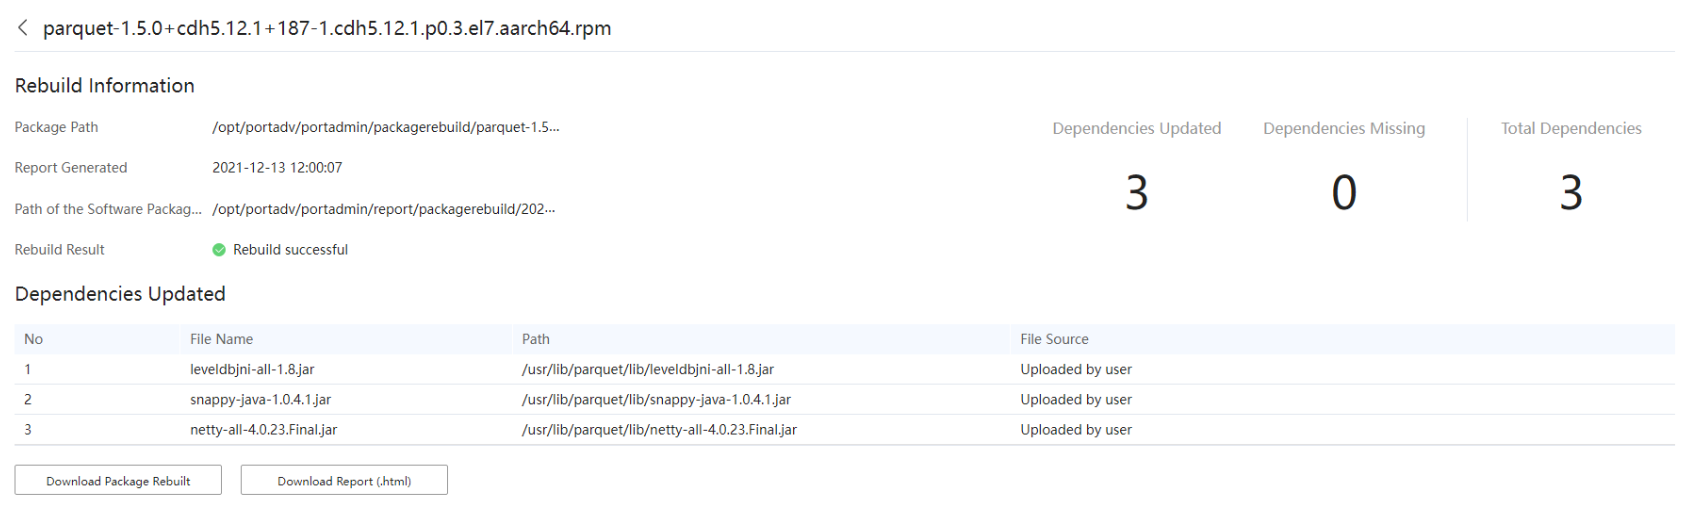 parquet-1.5.0+cdh5.12.1+187-1.cdh5.12.1.p0.3.el7.aarch64.rpm
Rebuild Information
Package Path /opt/portadv/portadmin/packagerebuild/parquet-1.5...
Report Generated 2021-12-13 12:00:07
Path of the Software Packag... /opt/portadv/portadmin/report/packagerebuild/202...
Rebuild Result Rebuild successful
Dependencies Updated Dependencies Missing Total Dependencies
3 0 3
Dependencies Updated
No File Name Path File Source
1 leveldbjni-all-1.8.jar /usr/lib/parquet/lib/leveldbjni-all-1.8.jar Uploaded by user
2 snappy-java-1.0.4.1.jar /usr/lib/parquet/lib/snappy-java-1.0.4.1.jar Uploaded by user
3 netty-all-4.0.23.Final.jar /usr/lib/parquet/lib/netty-all-4.0.23.Final.jar Uploaded by user
Download Package Rebuilt Download Report (.html)